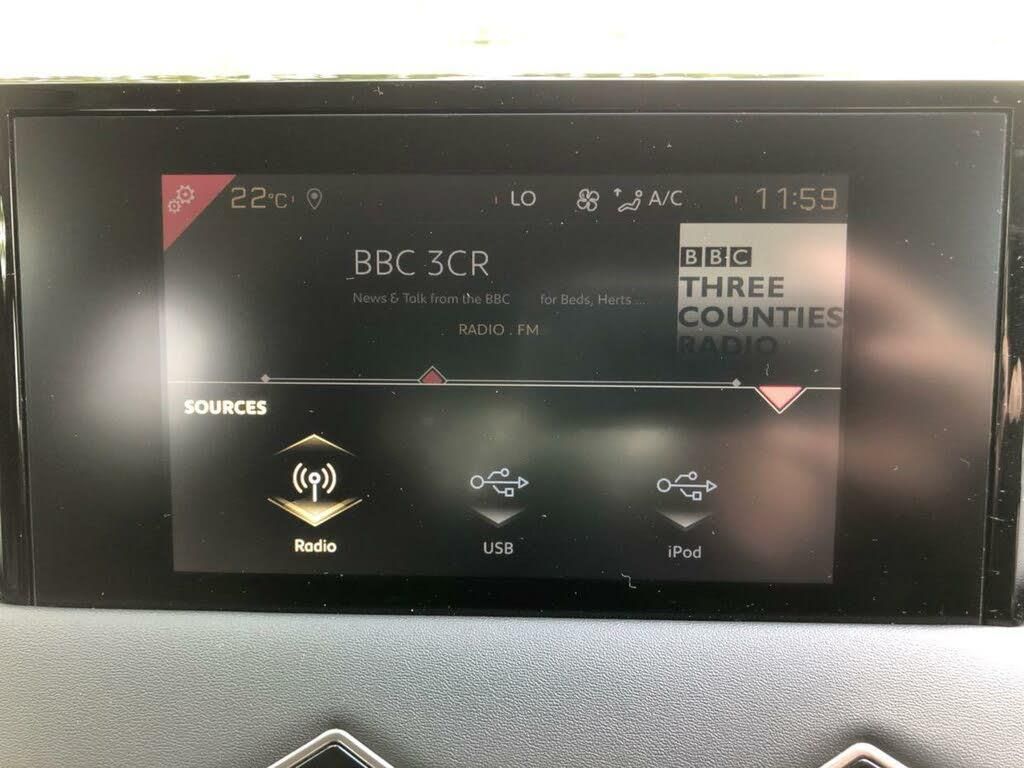 22°C LO A/C 11:59
BBC 3CR
News & Talk from the BBC for Beds, Herts ...
RADIO . FM
BBC
THREE
COUNTIES
RADIO
SOURCES
Radio USB iPod